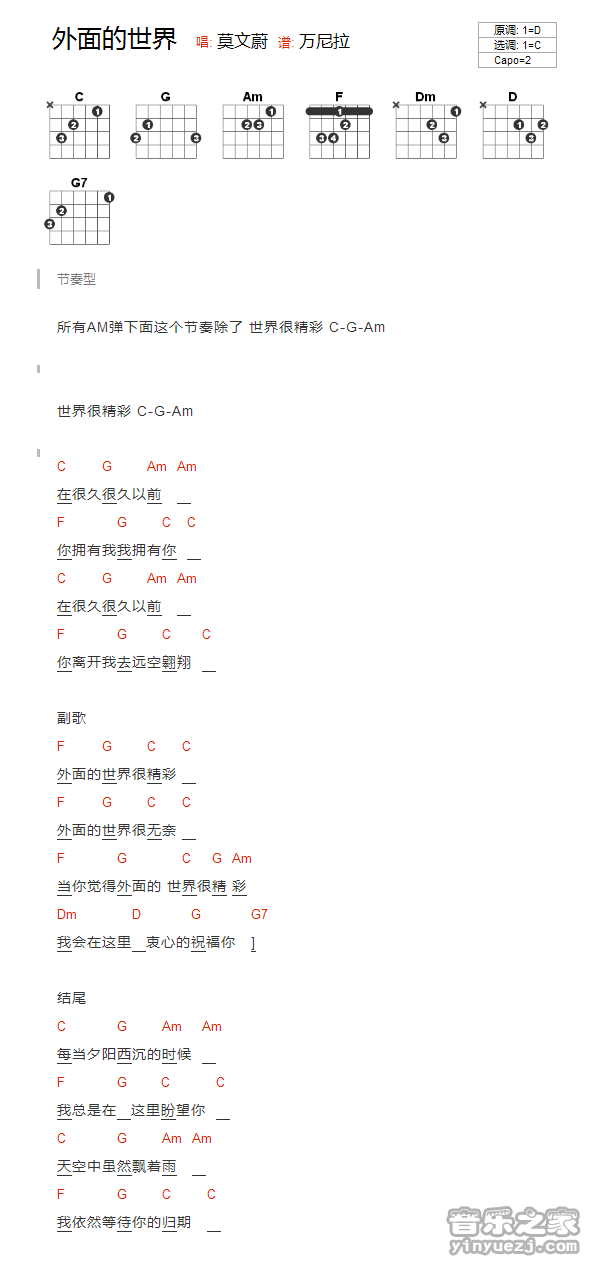 外面的世界 唱: 莫文蔚 谱: 万尼拉
原调: 1=D
选调: 1=C
Capo=2
C G Am F Dm D
G7
节奏型
所有AM弹下面这个节奏除了 世界很精彩 C-G-Am
世界很精彩 C-G-Am
C G Am Am
在很久很久以前
F G C C
你拥有我我拥有你
C G Am Am
在很久很久以前
F G C C
你离开我去远空翱翔
副歌
F G C C
外面的世界很精彩
F G C C
外面的世界很无奈
F G C G Am
当你觉得外面的 世界很精 彩
Dm D G G7
我会在这里 衷心的祝福你 ]
结尾
C G Am Am
每当夕阳西沉的时候
F G C C
我总是在 这里盼望你
C G Am Am
天空中虽然飘着雨
F G C C
我依然等待你的归期
音乐之家
yinyuezj.com